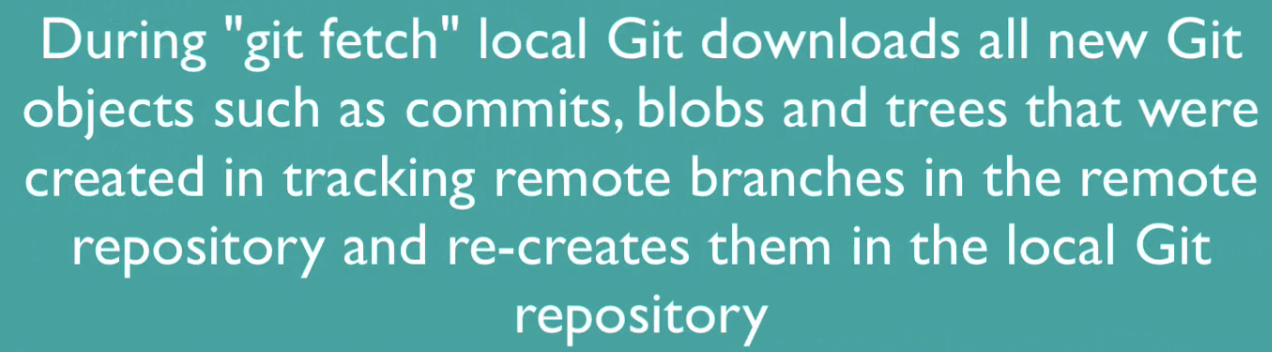 During "git fetch" local Git downloads all new Git
objects such as commits, blobs and trees that were
created in tracking remote branches in the remote
repository and re-creates them in the local Git
repository